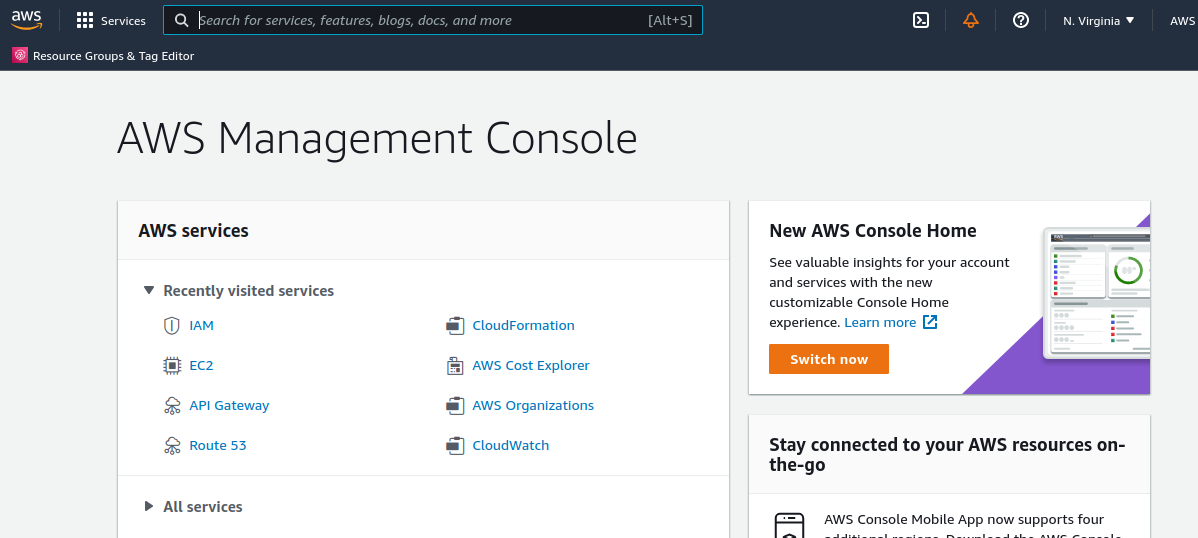 aws
Services
Search for services, features, blogs, docs, and more
[Alt+S]
N. Virginia
AWS
Resource Groups & Tag Editor
AWS Management Console
AWS services
Recently visited services
IAM
CloudFormation
EC2
AWS Cost Explorer
API Gateway
AWS Organizations
Route 53
CloudWatch
All services
New AWS Console Home
See valuable insights for your account
and services with the new
customizable Console Home
experience. Learn more
Switch now
Stay connected to your AWS resources on-
the-go
AWS Console Mobile App now supports four
additional regions. Download the AWS Console